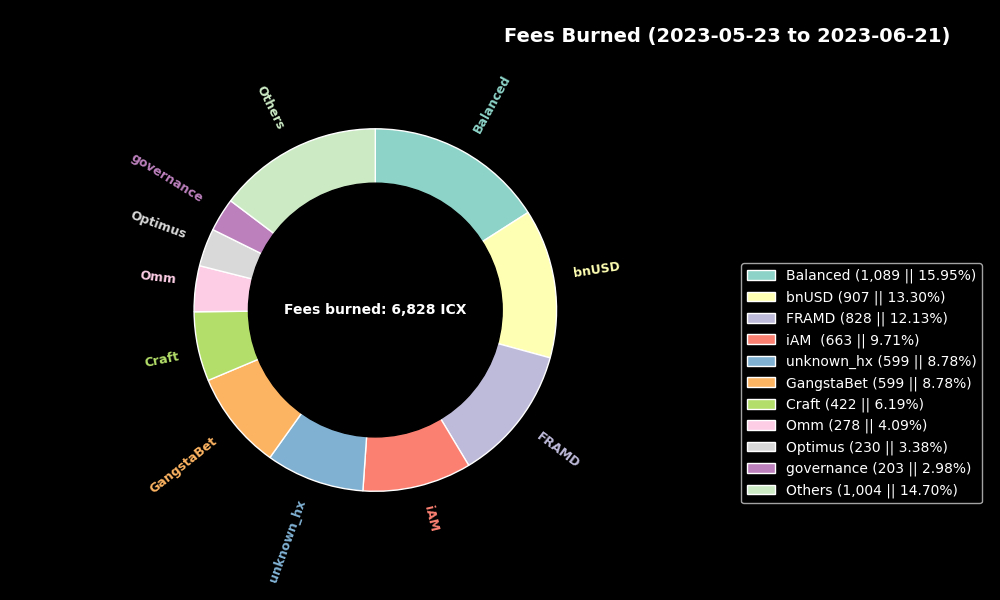 Fees Burned (2023-05-23 to 2023-06-21)
Others
Balanced
governance
Optimus
bnUSD
Omm
Fees burned: 6,828 ICX
Craft
FRAMD
GangstaBet
iAM
unknown_hx
Balanced (1,089 || 15.95%)
bnUSD (907 || 13.30%)
FRAMD (828 || 12.13%)
iAM  (663 || 9.71%)
unknown_hx (599 || 8.78%)
GangstaBet (599 || 8.78%)
Craft (422 || 6.19%)
Omm (278 || 4.09%)
Optimus (230 || 3.38%)
governance (203 || 2.98%)
Others (1,004 || 14.70%)